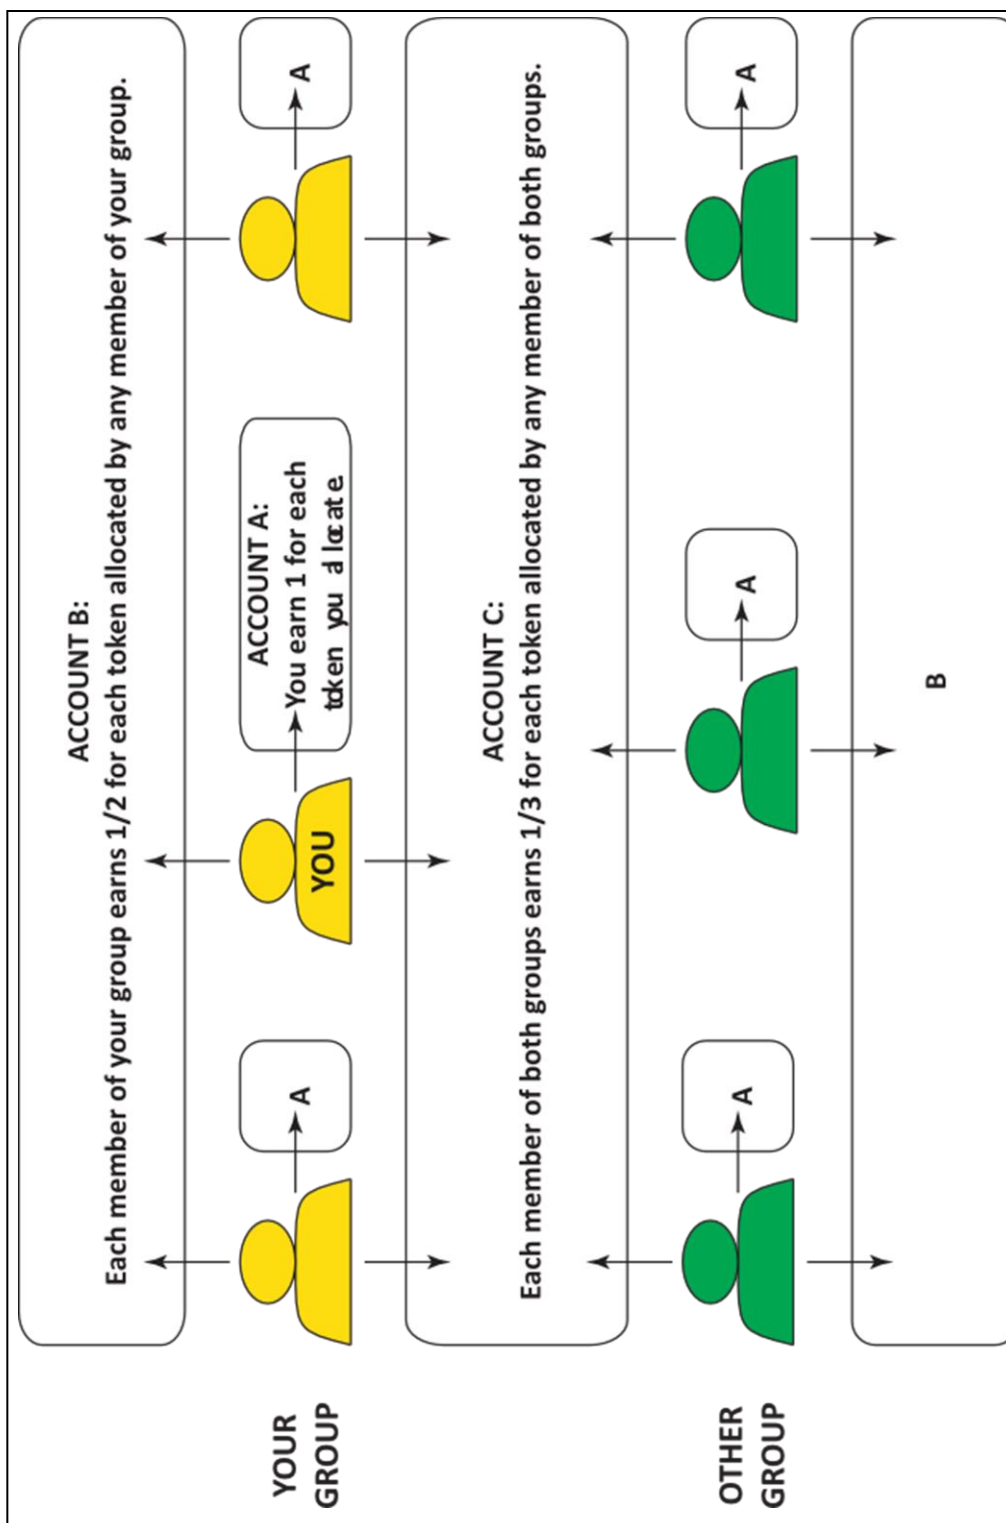 ACCOUNT B:
Each member of your group earns 1/2 for each token allocated by any member of your group.
YOUR
GROUP
A
YOU
ACCOUNT A:
You earn 1 for each
token you allocate
A
ACCOUNT C:
Each member of both groups earns 1/3 for each token allocated by any member of both groups.
OTHER
GROUP
A
A
A
B